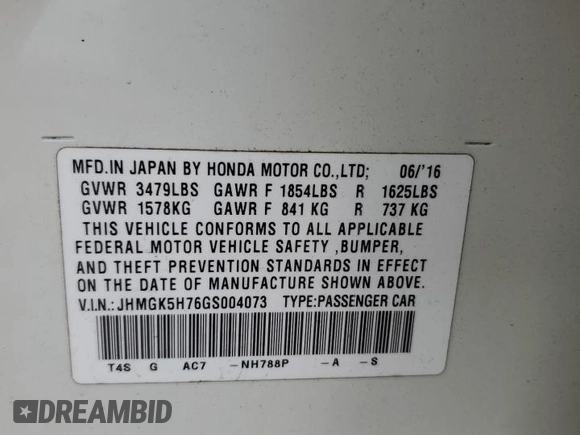 MFD.IN JAPAN BY HONDA MOTOR CO.,LTD; 06/'16
GVWR 3479LBS GAWR F 1854LBS R 1625LBS
GVWR 1578KG GAWR F 841 KG R 737 KG
THIS VEHICLE CONFORMS TO ALL APPLICABLE
FEDERAL MOTOR VEHICLE SAFETY ,BUMPER,
AND THEFT PREVENTION STANDARDS IN EFFECT
ON THE DATE OF MANUFACTURE SHOWN ABOVE.
V.I.N.: JHMGK5H76GS004073 TYPE:PASSENGER CAR
T4S G AC7 -NH788P -A -S
DREAMBID